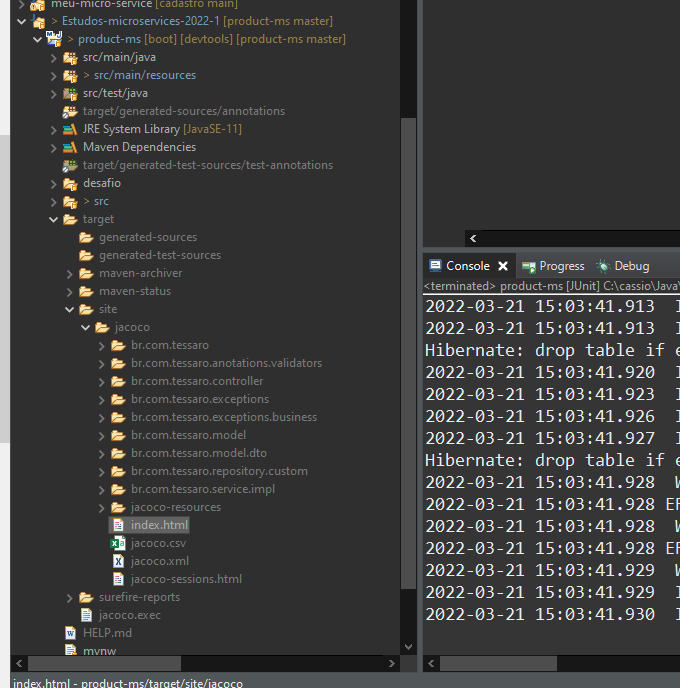 meu-micro-service [cadastro main]
> Estudos-microservices-2022-1 [product-ms master]
> product-ms [boot] [devtools] [product-ms master]
src/main/java
> src/main/resources
src/test/java
target/generated-sources/annotations
JRE System Library [JavaSE-11]
Maven Dependencies
target/generated-test-sources/test-annotations
desafio
> src
target
generated-sources
generated-test-sources
maven-archiver
maven-status
site
jacoco
br.com.tessaro
br.com.tessaro.anotations.validators
br.com.tessaro.controller
br.com.tessaro.exceptions
br.com.tessaro.exceptions.business
br.com.tessaro.model
br.com.tessaro.model.dto
br.com.tessaro.repository.custom
br.com.tessaro.service.impl
jacoco-resources
index.html
jacoco.csv
jacoco.xml
jacoco-sessions.html
surefire-reports
jacoco.exec
HELP.md
mvnw
index.html - product-ms/target/site/jacoco
Console Progress Debug
<terminated> product-ms [JUnit] C:\cassio\Java\
2022-03-21 15:03:41.913 I
2022-03-21 15:03:41.913 I
Hibernate: drop table if e
2022-03-21 15:03:41.920 I
2022-03-21 15:03:41.923 I
2022-03-21 15:03:41.926 I
2022-03-21 15:03:41.927 I
Hibernate: drop table if e
2022-03-21 15:03:41.928 W
2022-03-21 15:03:41.928 ER
2022-03-21 15:03:41.928 W
2022-03-21 15:03:41.928 ER
2022-03-21 15:03:41.929 W
2022-03-21 15:03:41.929 I
2022-03-21 15:03:41.930 I